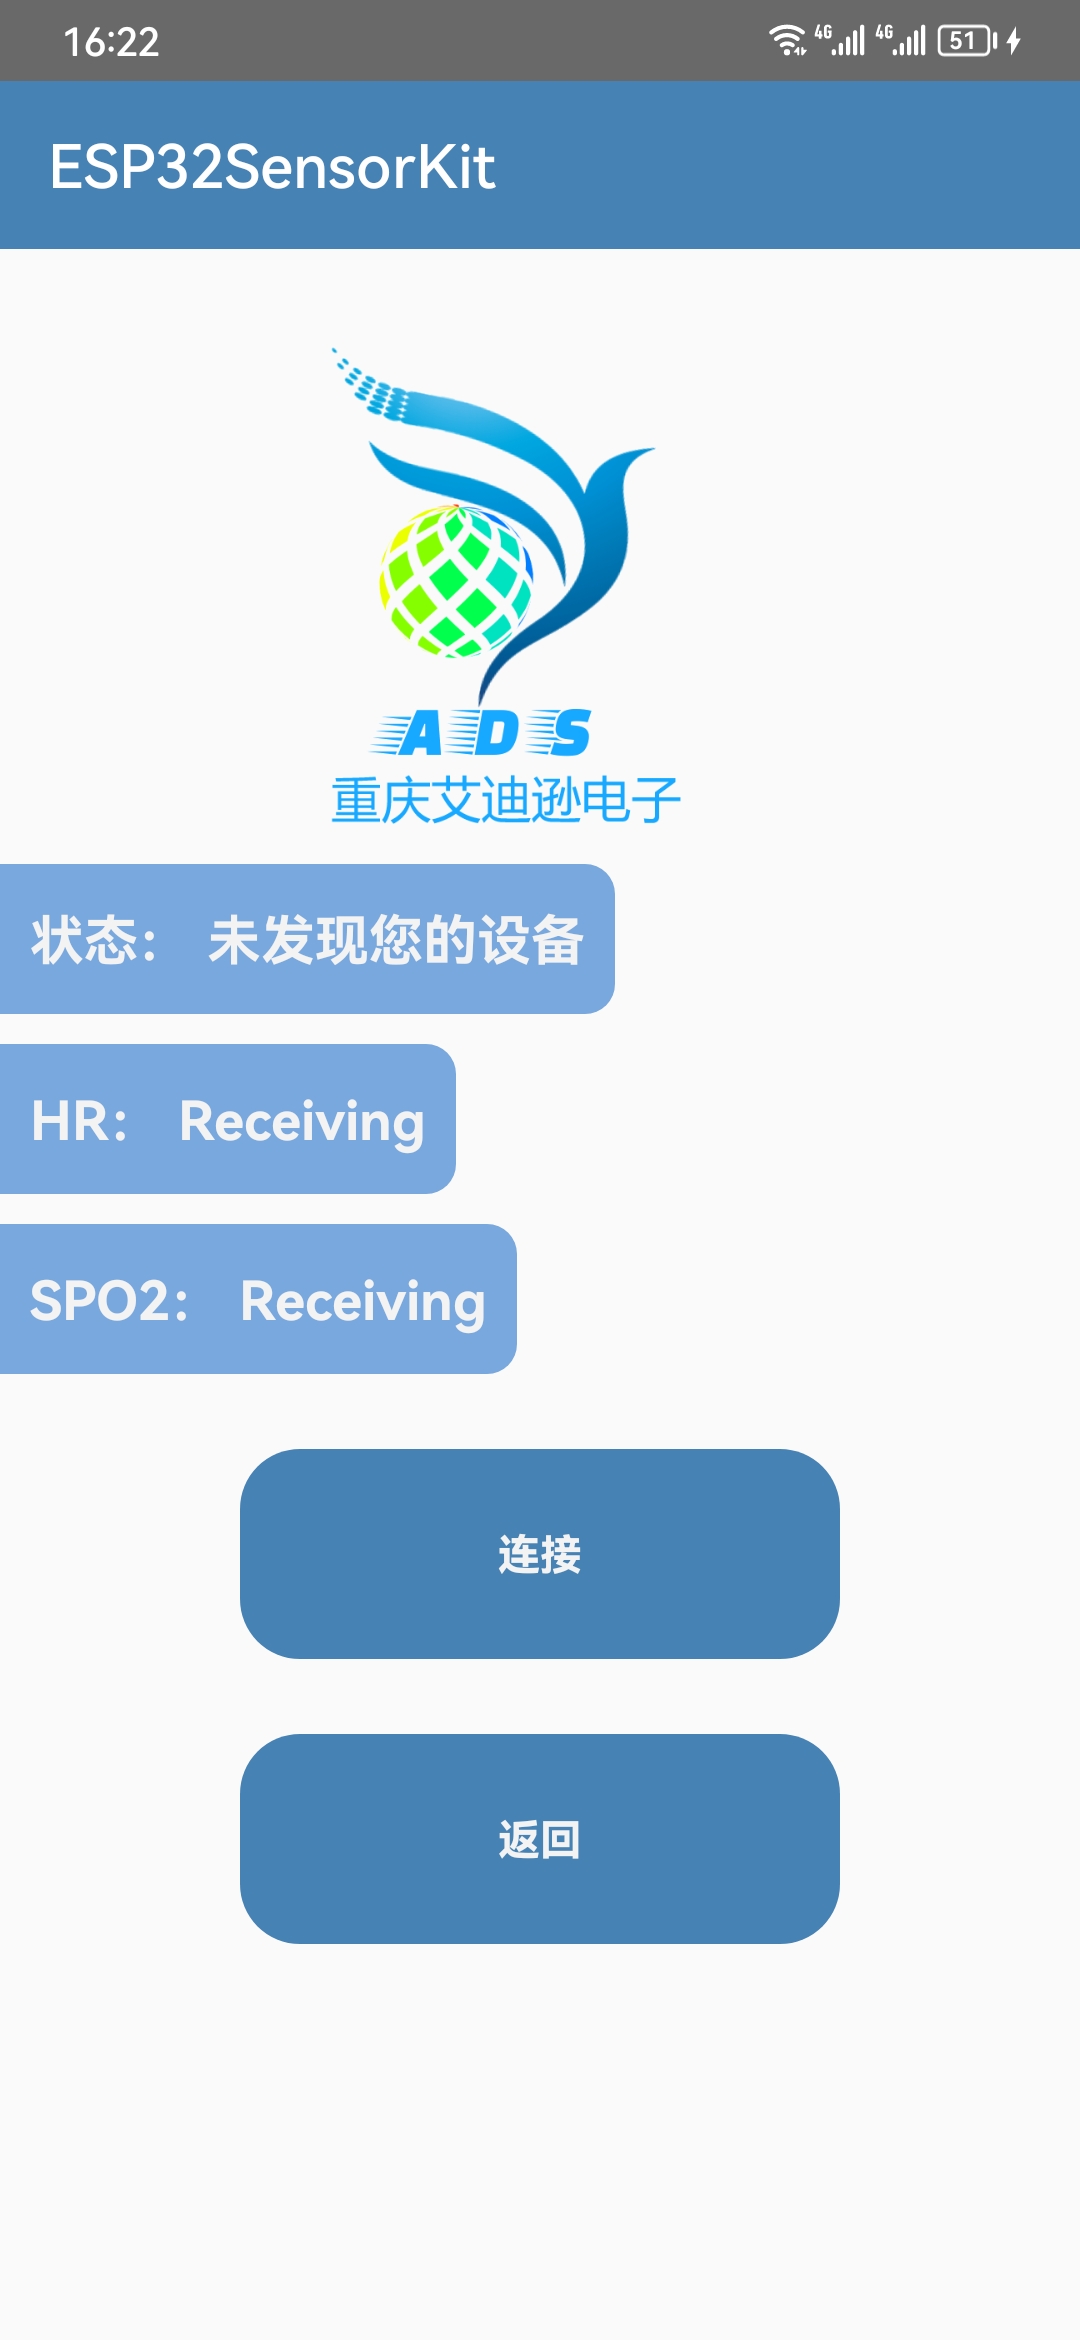 16:22
4G 4G 51
ESP32SensorKit
ADS
重庆艾迪逊电子
状态： 未发现您的设备
HR： Receiving
SPO2： Receiving
连接
返回